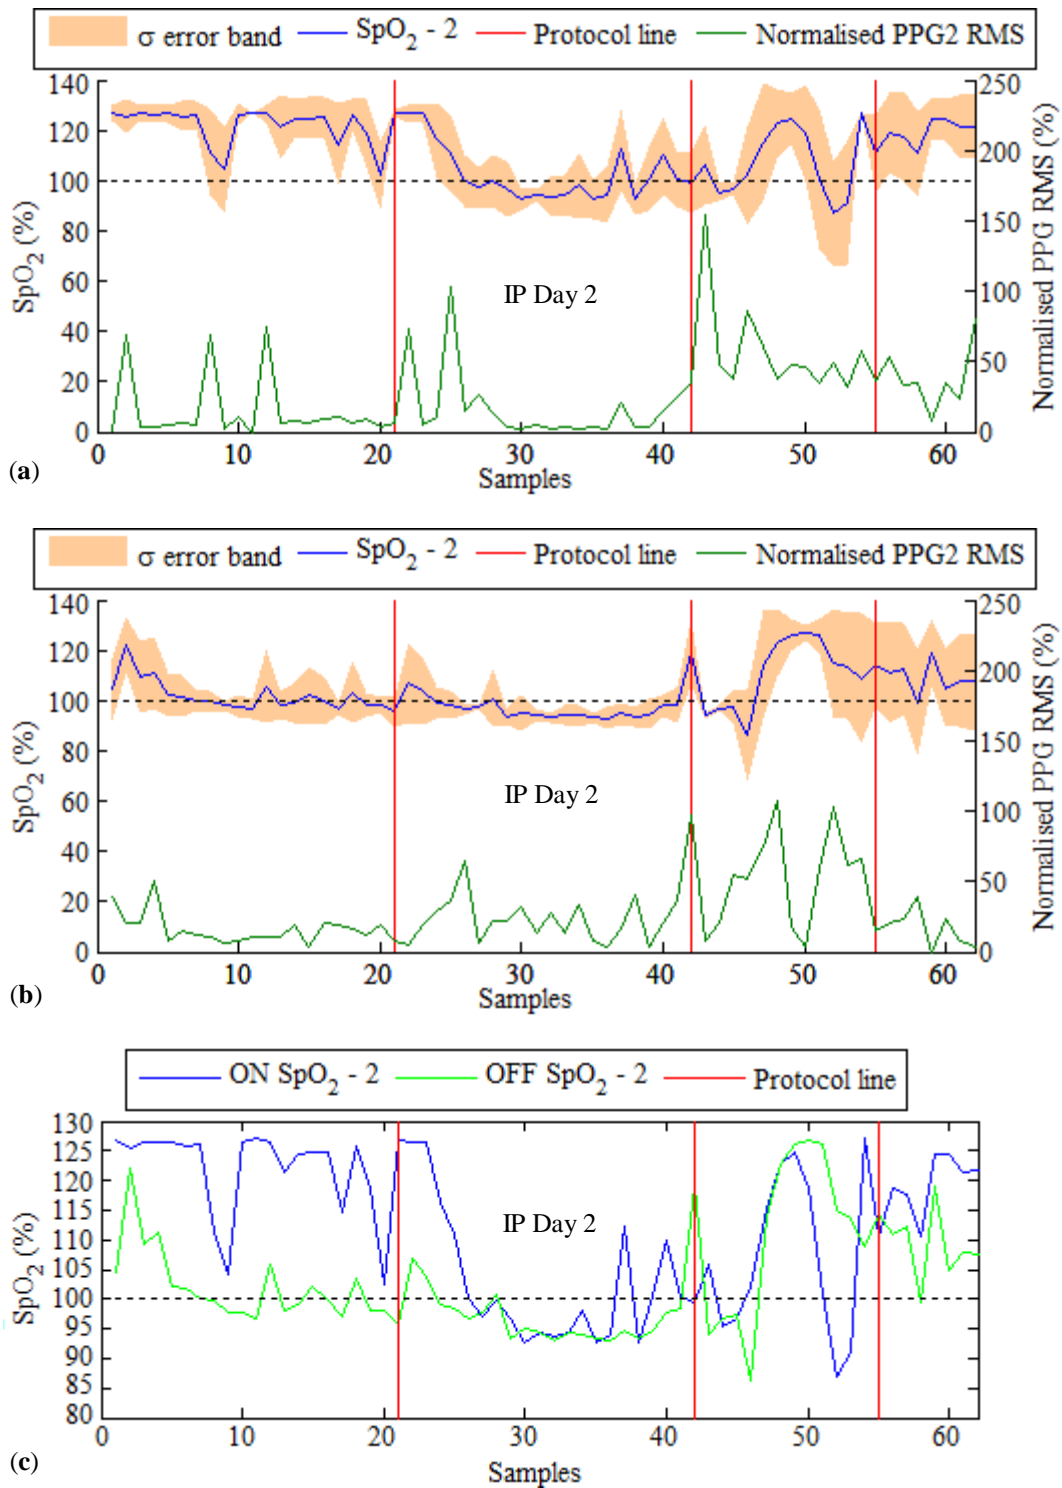 σ error band SpO₂ - 2 Protocol line Normalised PPG2 RMS
140 120 100 80 60 40 20 0
SpO₂ (%)
250 200 150 100 50 0
Normalised PPG RMS (%)
IP Day 2
0 10 20 30 40 50 60
Samples
(a)
σ error band SpO₂ - 2 Protocol line Normalised PPG2 RMS
140 120 100 80 60 40 20 0
SpO₂ (%)
250 200 150 100 50 0
Normalised PPG RMS (%)
IP Day 2
0 10 20 30 40 50 60
Samples
(b)
ON SpO₂ - 2 OFF SpO₂ - 2 Protocol line
130 125 120 115 110 105 100 95 90 85 80
SpO₂ (%)
IP Day 2
0 10 20 30 40 50 60
Samples
(c)